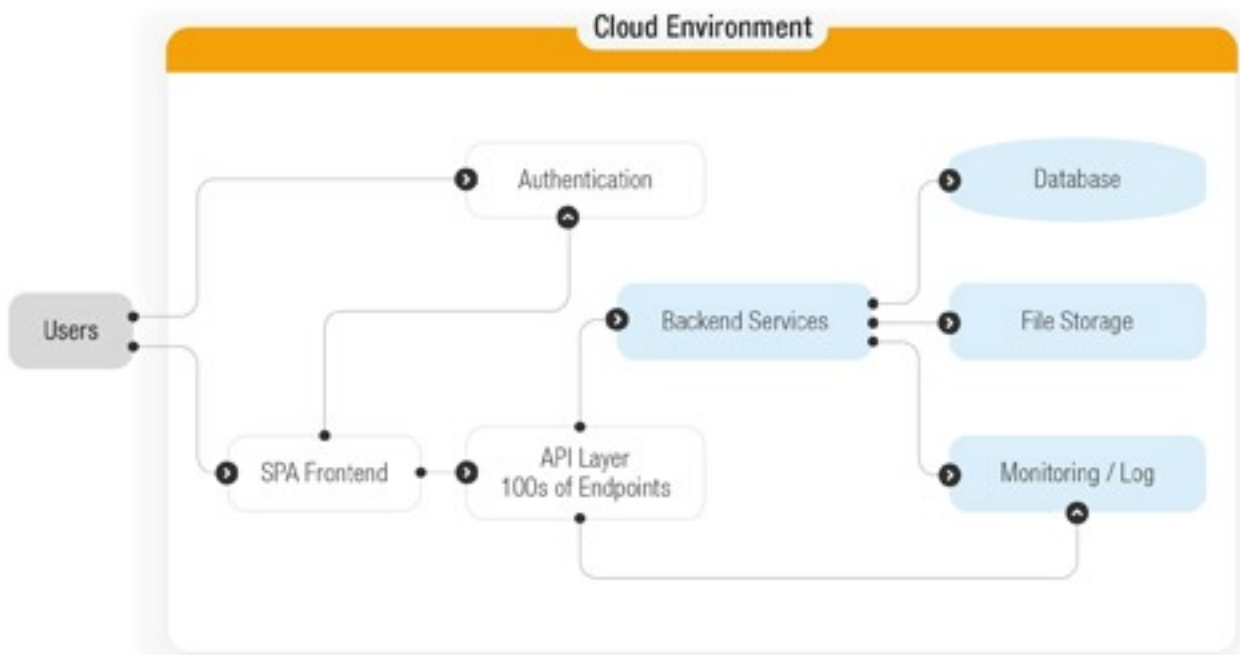 Cloud Environment
Authentication
Database
Users
Backend Services
File Storage
SPA Frontend
API Layer
100s of Endpoints
Monitoring / Log